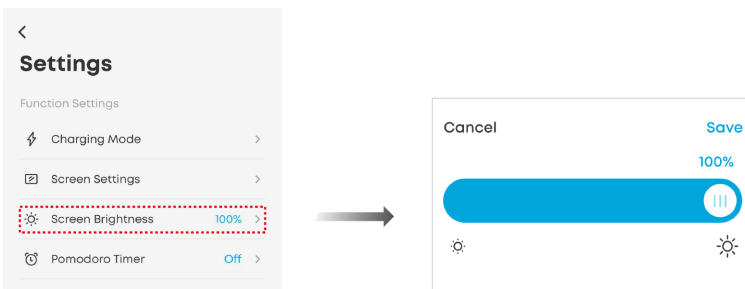 Settings
Function Settings
Charging Mode
Screen Settings
Screen Brightness 100%
Pomodoro Timer Off
Cancel Save
100%